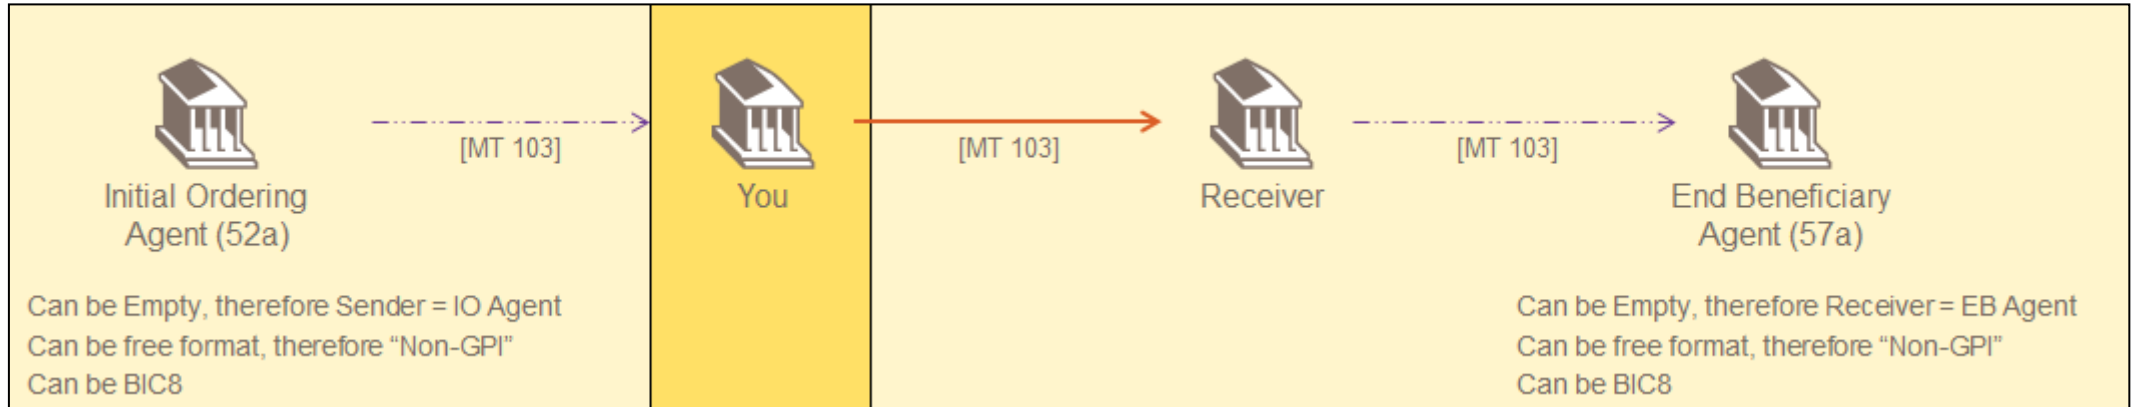 [MT 103]
[MT 103]
[MT 103]
Initial Ordering
Agent (52a)
You
Receiver
End Beneficiary
Agent (57a)
Can be Empty, therefore Sender = IO Agent
Can be free format, therefore “Non-GPI”
Can be BIC8
Can be Empty, therefore Receiver = EB Agent
Can be free format, therefore “Non-GPI”
Can be BIC8